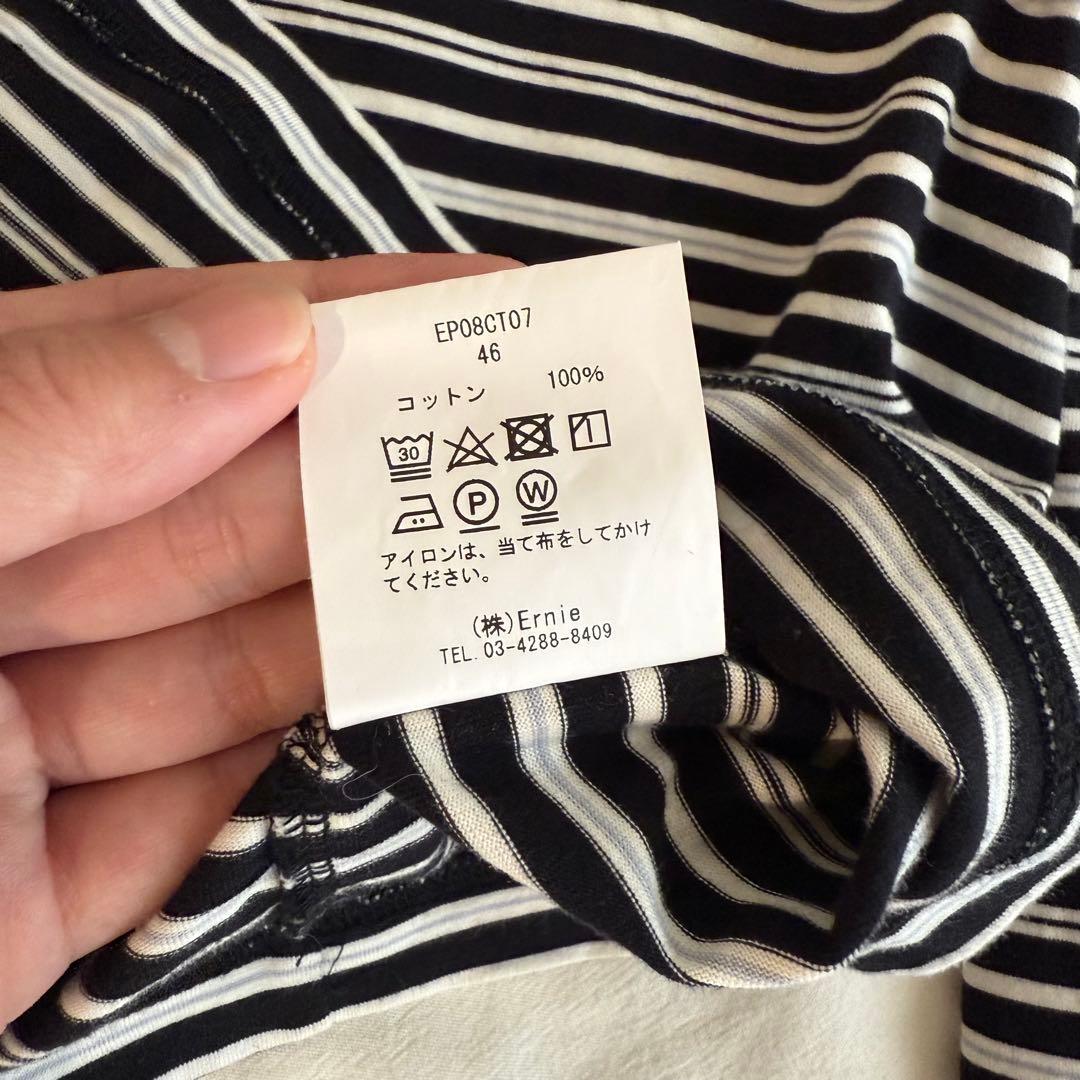 EP08CT07
46
コットン 100%
30
P W
アイロンは、当て布をしてかけ
てください。
(株)Ernie
TEL. 03-4288-8409